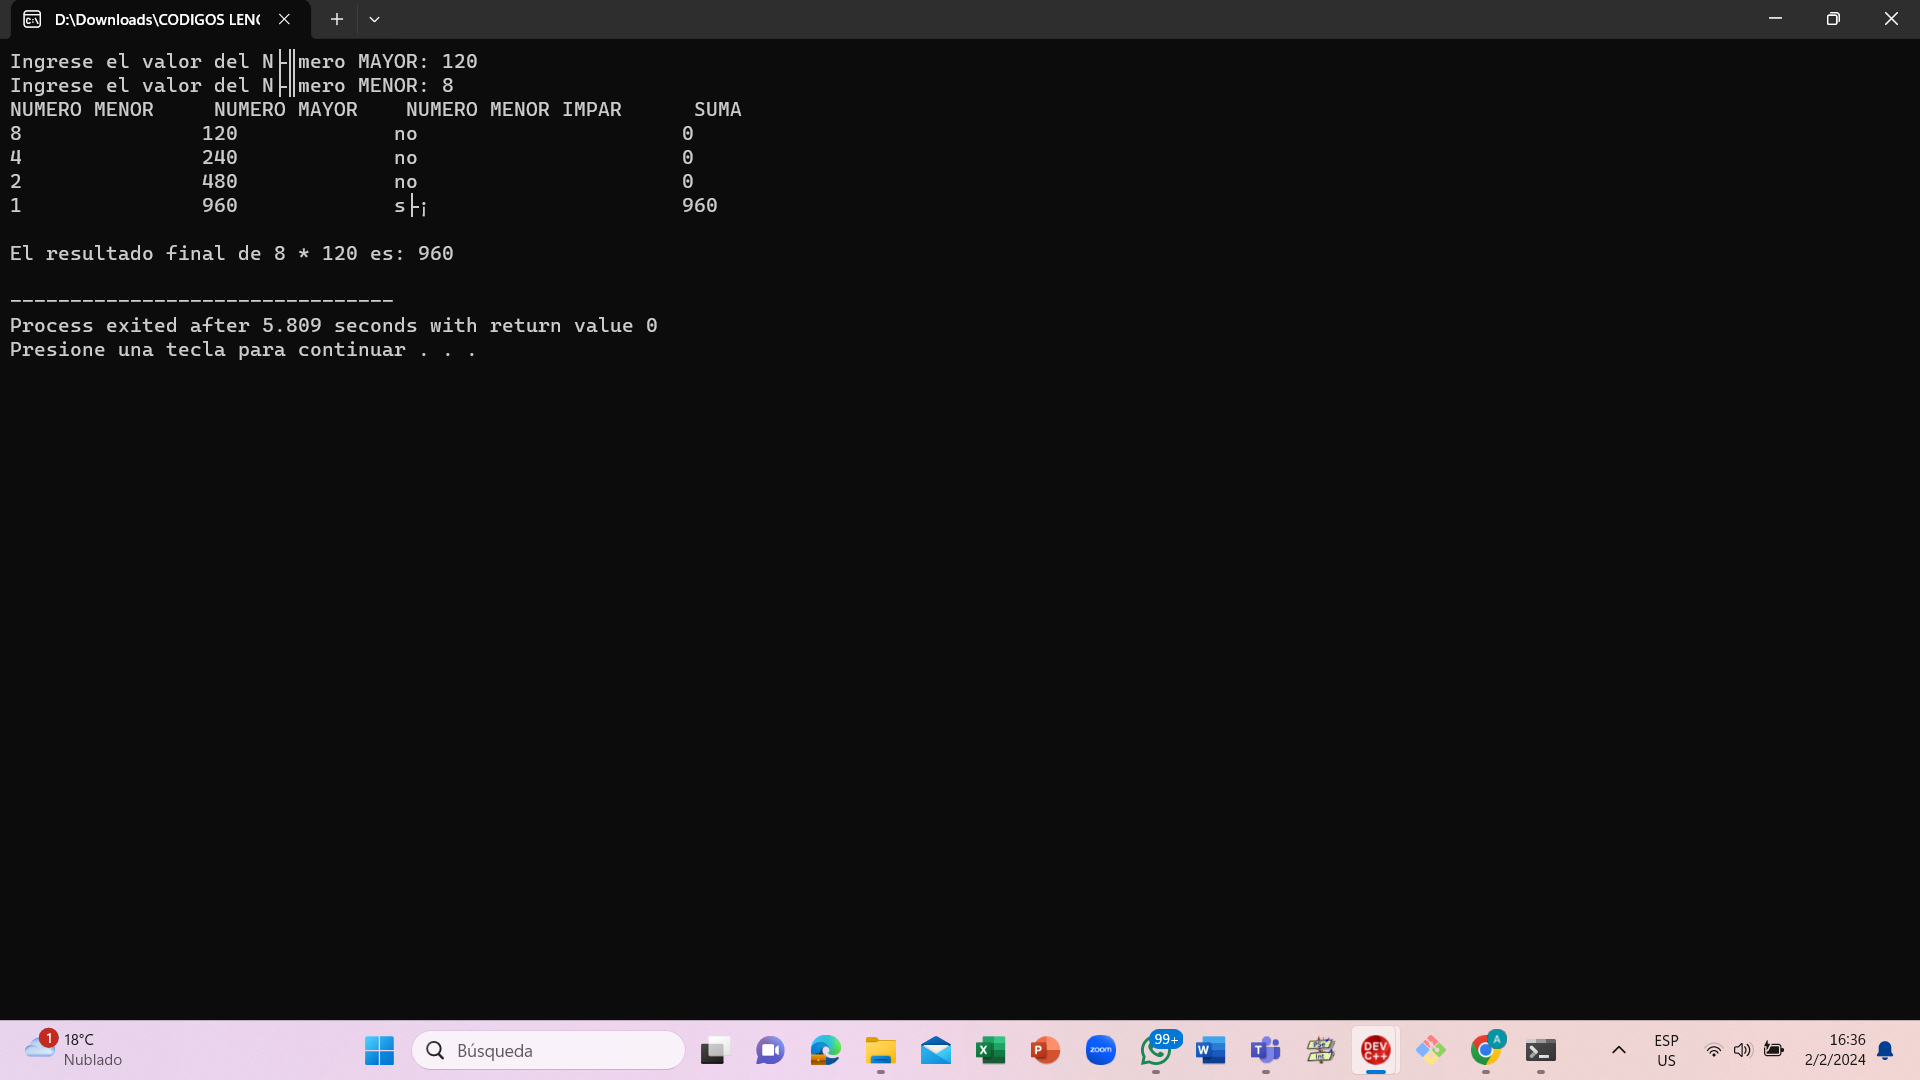 D:\Downloads\CODIGOS LENG
Ingrese el valor del N├║mero MAYOR: 120
Ingrese el valor del N├║mero MENOR: 8
NUMERO MENOR     NUMERO MAYOR    NUMERO MENOR IMPAR      SUMA
8               120             no                      0
4               240             no                      0
2               480             no                      0
1               960             s├¡                     960
El resultado final de 8 * 120 es: 960
--------------------------------
Process exited after 5.809 seconds with return value 0
Presione una tecla para continuar . . .
1
18°C
Nublado
Búsqueda
zoom
99+
DEV C++
A
ESP
US
16:36
2/2/2024